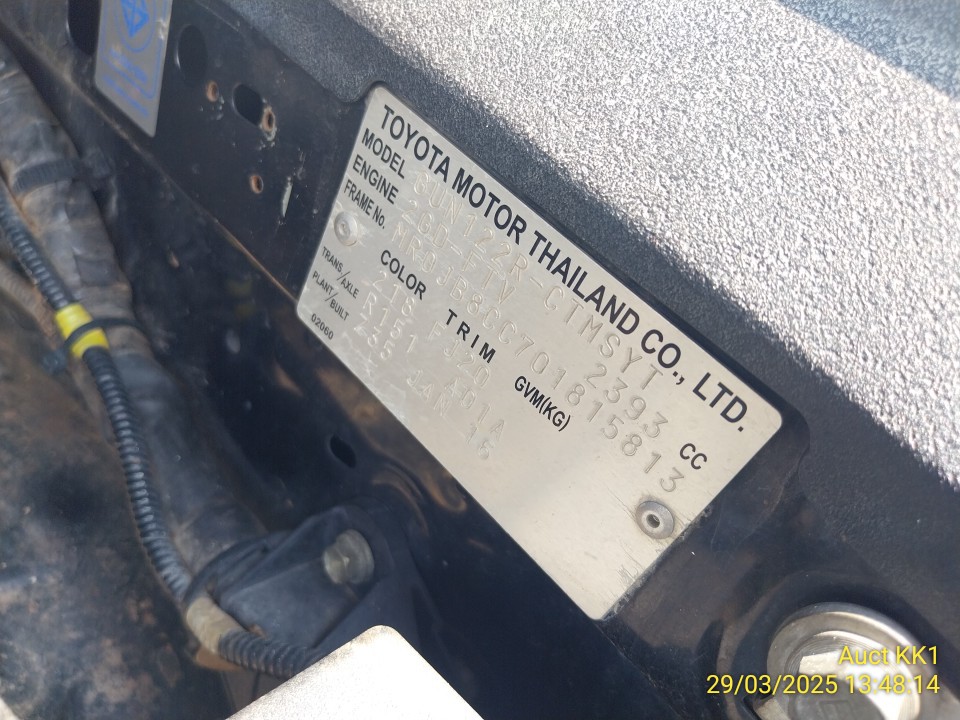 TOYOTA MOTOR THAILAND CO., LTD.
MODEL GUN122R-CTMSYT
ENGINE 2GD-FTV 2393 CC
FRAME No. MR0JB8CC701815813
COLOR TRIM GVM(KG)
TRANS/AXLE R151
PLANT/BUILT
02060
Auct KK1
29/03/2025 13:48:14